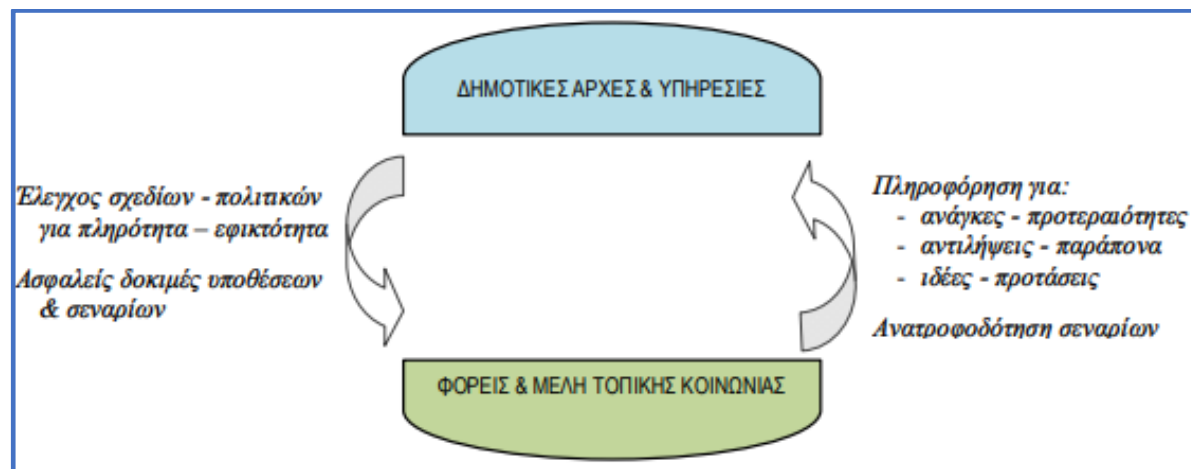 ΔΗΜΟΤΙΚΕΣ ΑΡΧΕΣ & ΥΠΗΡΕΣΙΕΣ
Έλεγχος σχεδίων - πολιτικών
για πληρότητα – εφικτότητα
Ασφαλείς δοκιμές υποθέσεων
& σεναρίων
Πληροφόρηση για:
- ανάγκες - προτεραιότητες
- αντιλήψεις - παράπονα
- ιδέες - προτάσεις
Ανατροφοδότηση σεναρίων
ΦΟΡΕΙΣ & ΜΕΛΗ ΤΟΠΙΚΗΣ ΚΟΙΝΩΝΙΑΣ